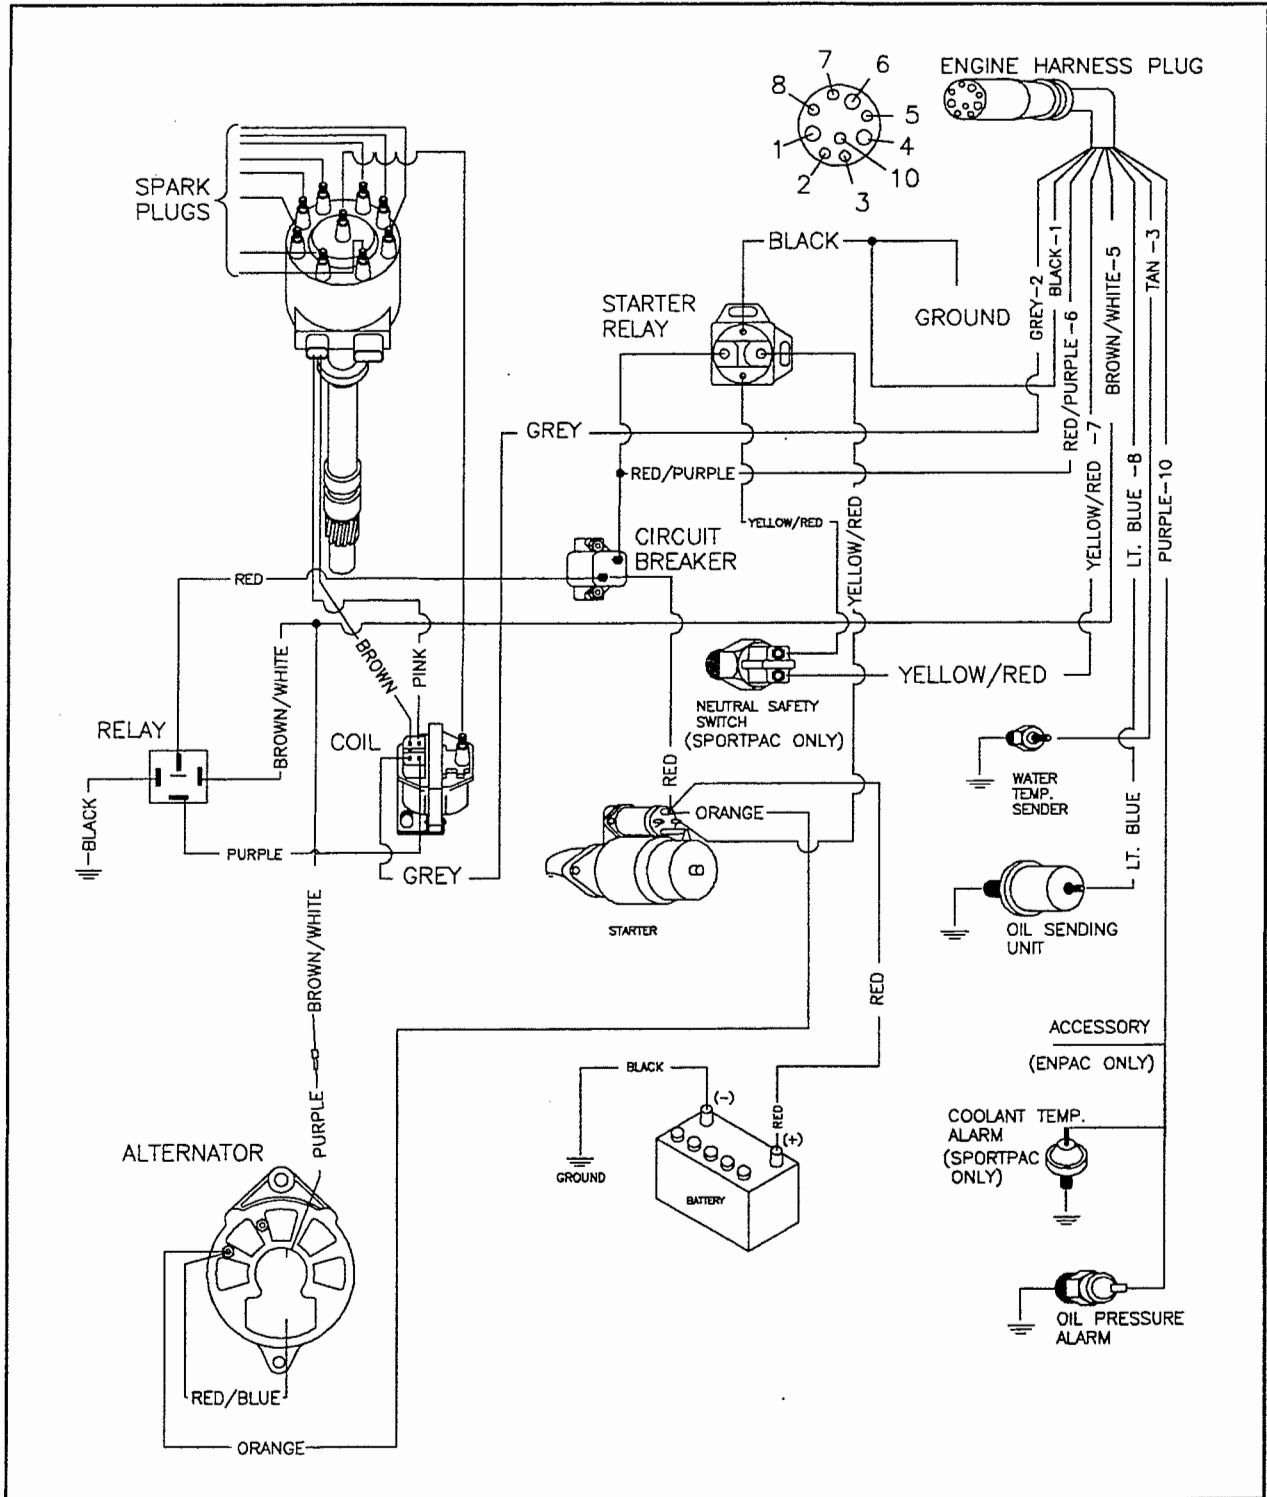 ENGINE HARNESS PLUG
7
6
8
5
1
4
2
10
3
SPARK
PLUGS
BLACK
STARTER
RELAY
GROUND
GREY-2
BLACK-1
RED/PURPLE-6
YELLOW/RED -7
BROWN/WHITE-5
LT. BLUE -8
TAN -3
PURPLE-10
GREY
RED/PURPLE
YELLOW/RED
YELLOW/RED
CIRCUIT
BREAKER
RED
BROWN
PINK
BROWN/WHITE
YELLOW/RED
NEUTRAL SAFETY
SWITCH
(SPORTPAC ONLY)
RELAY
COIL
RED
ORANGE
WATER
TEMP.
SENDER
BLACK
PURPLE
GREY
LT. BLUE
STARTER
OIL SENDING
UNIT
BROWN/WHITE
RED
ACCESSORY
(ENPAC ONLY)
BLACK
(-)
RED
(+)
GROUND
BATTERY
PURPLE
COOLANT TEMP.
ALARM
(SPORTPAC
ONLY)
ALTERNATOR
OIL PRESSURE
ALARM
RED/BLUE
ORANGE